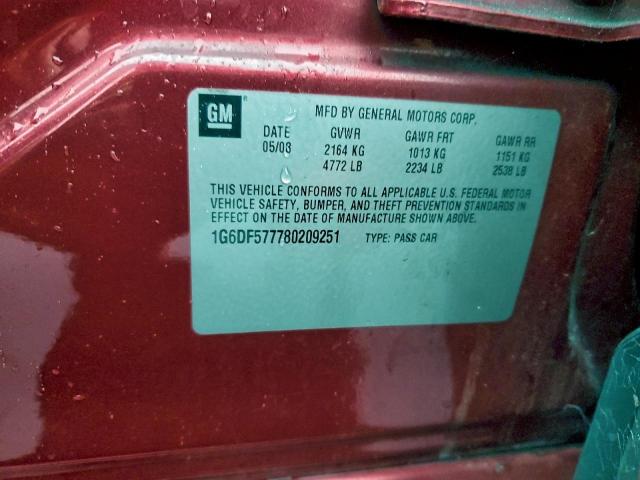 GM
MFD BY GENERAL MOTORS CORP.
DATE GVWR GAWR FRT GAWR RR
05/08 2164 KG 1013 KG 1151 KG
4772 LB 2234 LB 2538 LB
THIS VEHICLE CONFORMS TO ALL APPLICABLE U.S. FEDERAL MOTOR
VEHICLE SAFETY, BUMPER, AND THEFT PREVENTION STANDARDS IN
EFFECT ON THE DATE OF MANUFACTURE SHOWN ABOVE.
1G6DF577780209251 TYPE: PASS CAR